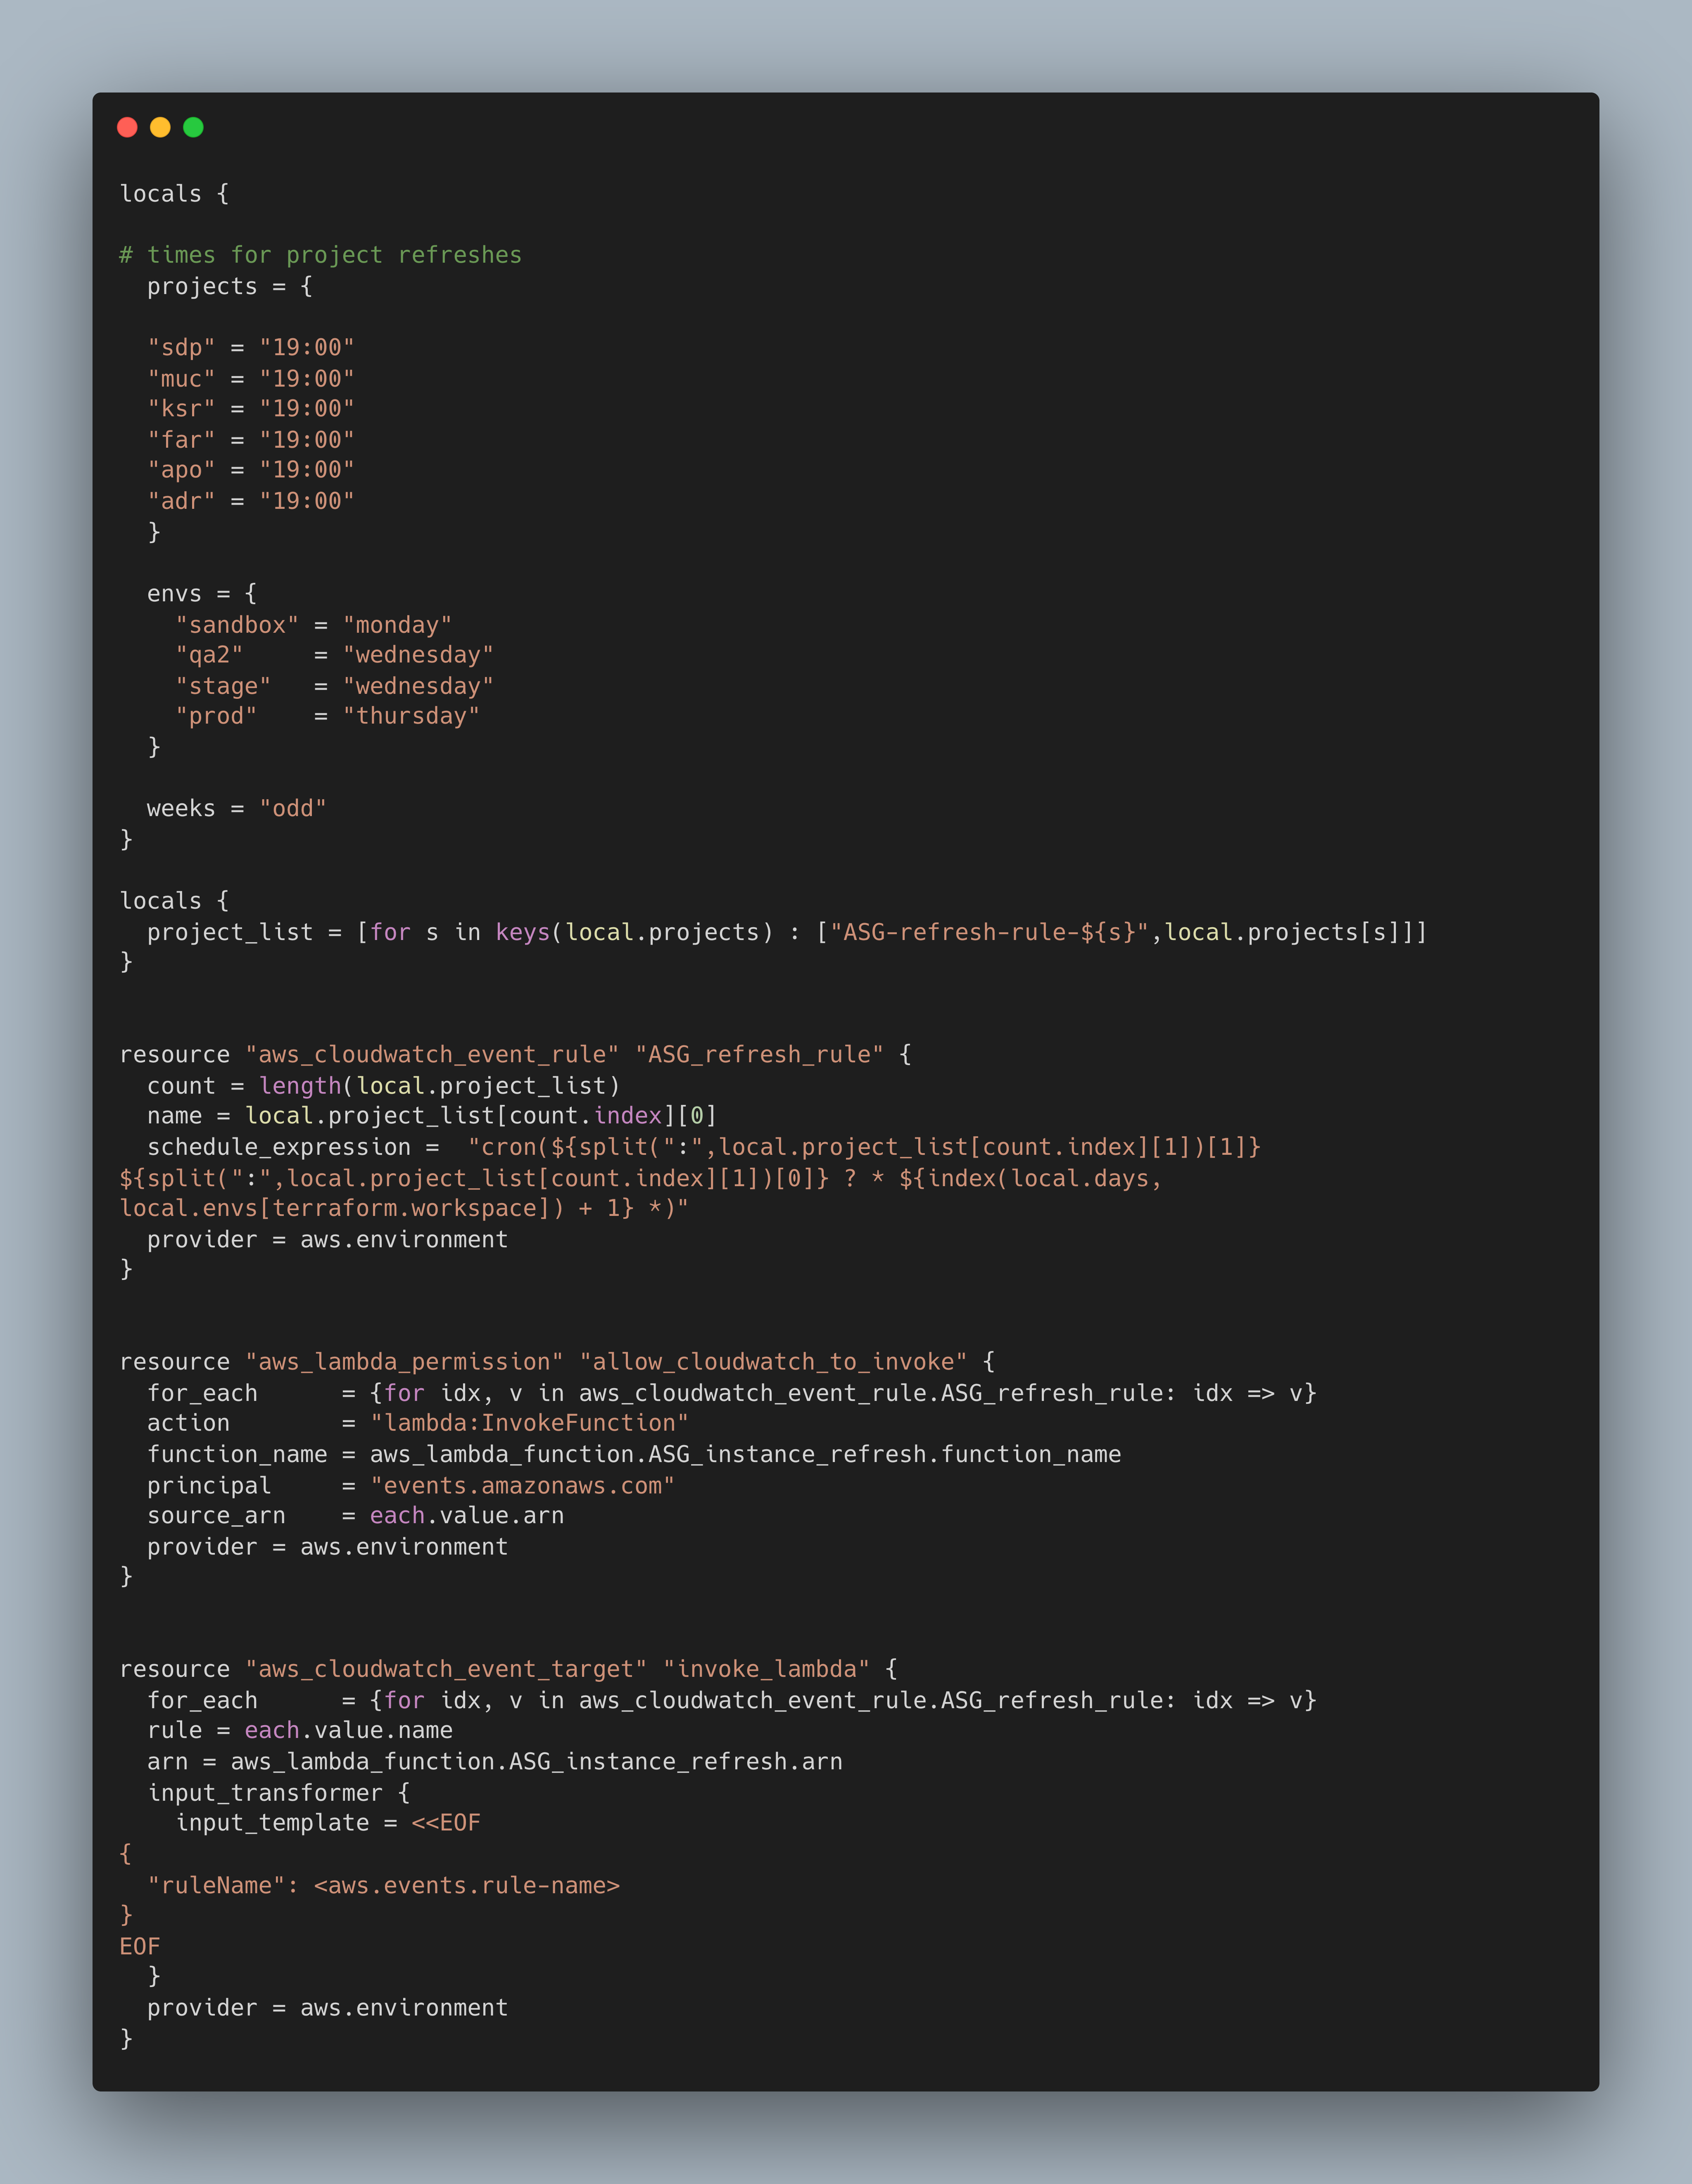 locals {
# times for project refreshes
  projects = {
  "sdp" = "19:00"
  "muc" = "19:00"
  "ksr" = "19:00"
  "far" = "19:00"
  "apo" = "19:00"
  "adr" = "19:00"
  }
  envs = {
    "sandbox" = "monday"
    "qa2"     = "wednesday"
    "stage"   = "wednesday"
    "prod"    = "thursday"
  }
  weeks = "odd"
}
locals {
  project_list = [for s in keys(local.projects) : ["ASG-refresh-rule-${s}",local.projects[s]]]
}
resource "aws_cloudwatch_event_rule" "ASG_refresh_rule" {
  count = length(local.project_list)
  name = local.project_list[count.index][0]
  schedule_expression =  "cron(${split(":",local.project_list[count.index][1])[1]}
${split(":",local.project_list[count.index][1])[0]} ? * ${index(local.days,
local.envs[terraform.workspace]) + 1} *)"
  provider = aws.environment
}
resource "aws_lambda_permission" "allow_cloudwatch_to_invoke" {
  for_each      = {for idx, v in aws_cloudwatch_event_rule.ASG_refresh_rule: idx => v}
  action        = "lambda:InvokeFunction"
  function_name = aws_lambda_function.ASG_instance_refresh.function_name
  principal     = "events.amazonaws.com"
  source_arn    = each.value.arn
  provider = aws.environment
}
resource "aws_cloudwatch_event_target" "invoke_lambda" {
  for_each      = {for idx, v in aws_cloudwatch_event_rule.ASG_refresh_rule: idx => v}
  rule = each.value.name
  arn = aws_lambda_function.ASG_instance_refresh.arn
  input_transformer {
    input_template = <<EOF
{
  "ruleName": <aws.events.rule-name>
}
EOF
  }
  provider = aws.environment
}